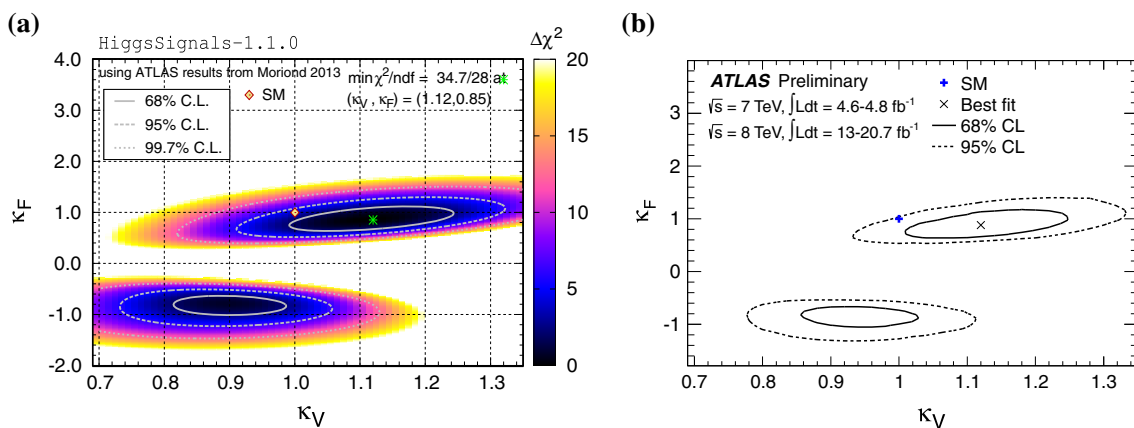 (a)
HiggsSignals-1.1.0
Δχ²
4.0
using ATLAS results from Moriond 2013
minχ²/ndf = 34.7/28 at
SM
(κV , κF) = (1.12,0.85)
68% C.L.
95% C.L.
99.7% C.L.
3.0
2.0
1.0
0.0
-1.0
-2.0
κF
0.7
0.8
0.9
1.0
1.1
1.2
1.3
κV
20
15
10
5
0
(b)
ATLAS Preliminary
√s = 7 TeV, ∫Ldt = 4.6-4.8 fb⁻¹
√s = 8 TeV, ∫Ldt = 13-20.7 fb⁻¹
SM
Best fit
68% CL
95% CL
3
2
1
0
-1
κF
0.7
0.8
0.9
1
1.1
1.2
1.3
κV